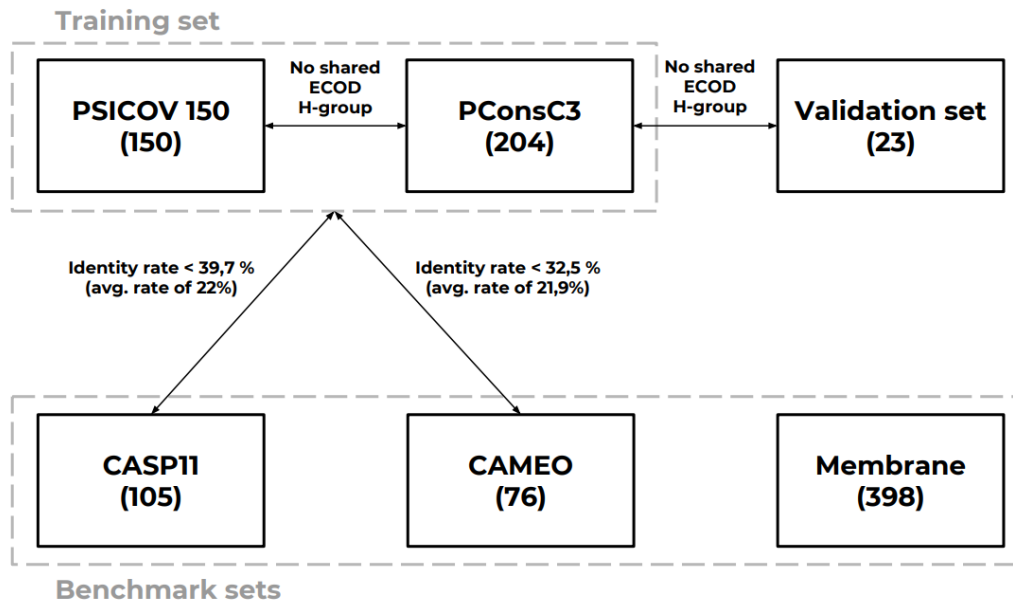 Training set
No shared
ECOD
H-group
No shared
ECOD
H-group
PSICOV 150
(150)
PConsC3
(204)
Validation set
(23)
Identity rate < 39,7 %
(avg. rate of 22%)
Identity rate < 32,5 %
(avg. rate of 21,9%)
CASP11
(105)
CAMEO
(76)
Membrane
(398)
Benchmark sets